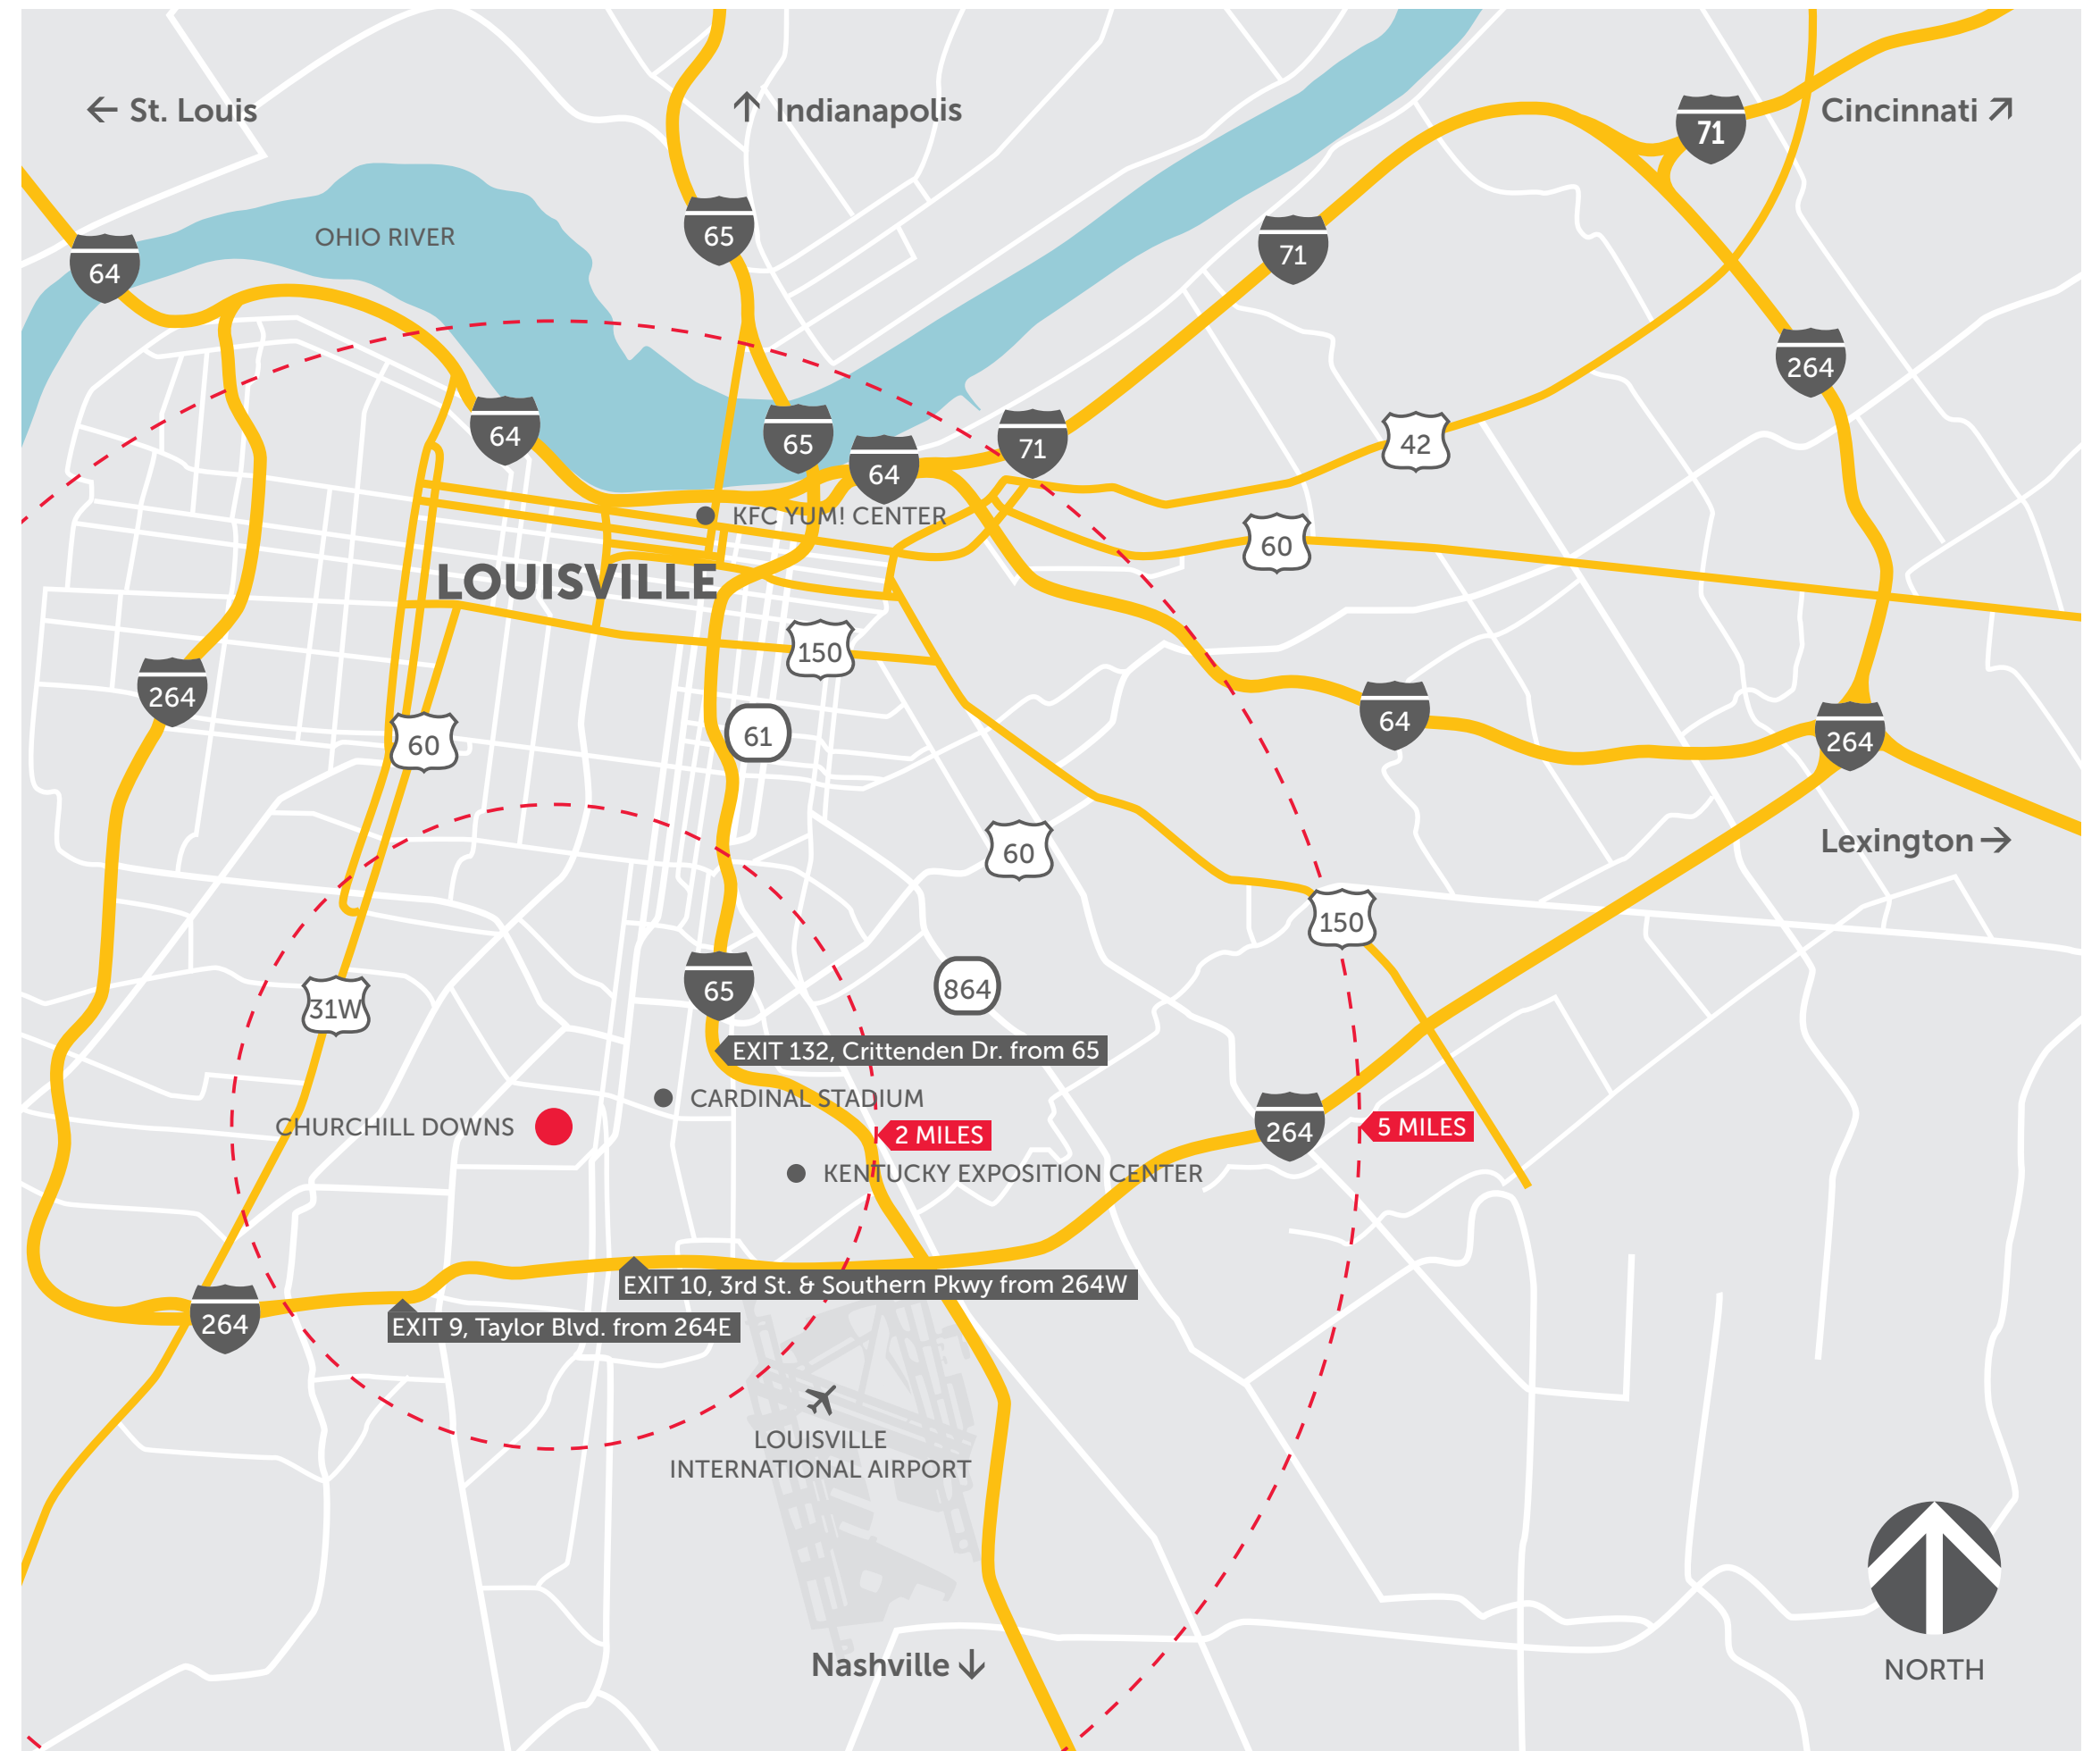 ← St. Louis
↑ Indianapolis
Cincinnati ↗
71
65
OHIO RIVER
71
64
264
64
65
71
42
64
KFC YUM! CENTER
60
LOUISVILLE
150
264
64
61
60
264
Lexington →
60
150
65
864
31W
EXIT 132, Crittenden Dr. from 65
CARDINAL STADIUM
CHURCHILL DOWNS
2 MILES
264
5 MILES
KENTUCKY EXPOSITION CENTER
EXIT 10, 3rd St. & Southern Pkwy from 264W
264
EXIT 9, Taylor Blvd. from 264E
LOUISVILLE
INTERNATIONAL AIRPORT
Nashville ↓
NORTH